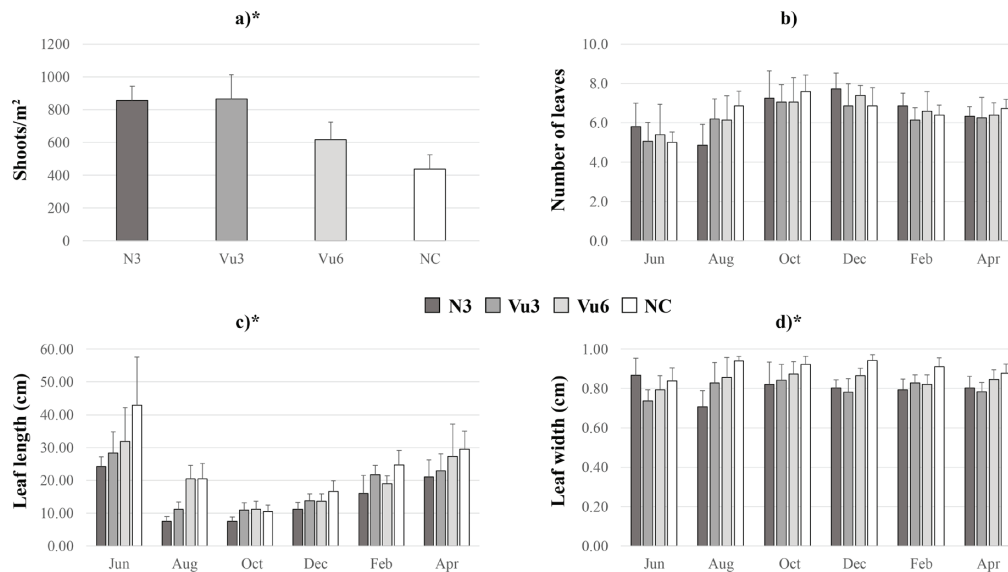 a)*
Shoots/m²
1200
1000
800
600
400
200
0
N3 Vu3 Vu6 NC
b)
Number of leaves
10.0
8.0
6.0
4.0
2.0
0.0
Jun Aug Oct Dec Feb Apr
N3 Vu3 Vu6 NC
c)*
Leaf length (cm)
60.00
50.00
40.00
30.00
20.00
10.00
0.00
Jun Aug Oct Dec Feb Apr
d)*
Leaf width (cm)
1.00
0.80
0.60
0.40
0.20
0.00
Jun Aug Oct Dec Feb Apr